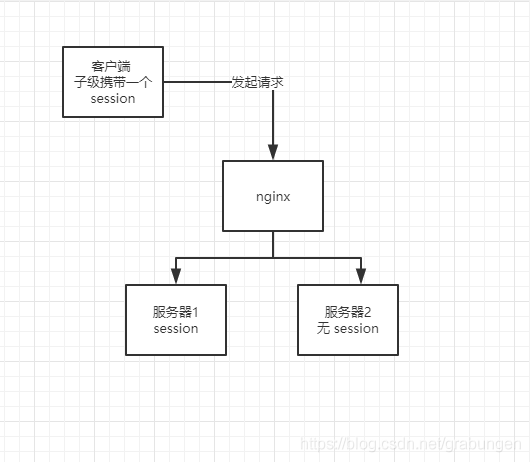 客户端
子级携带一个
session
发起请求
nginx
服务器1
session
服务器2
无 session
https://blog.csdn.net/grabungen